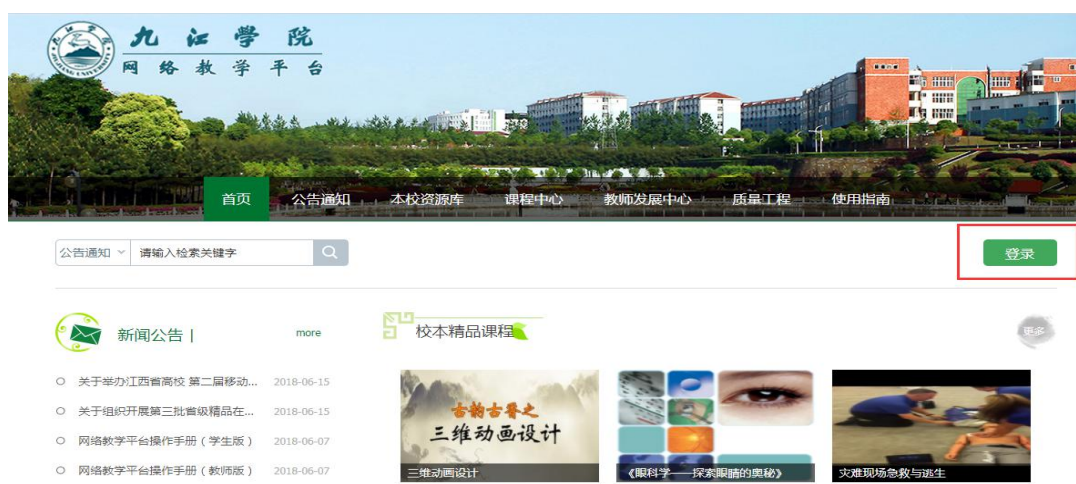 九江學院
网络教学平台
首页 公告通知 本校资源库 课程中心 教师发展中心 质量工程 使用指南
公告通知 请输入检索关键字
登录
新闻公告 |
more
校本精品课程
更多
关于举办江西省高校 第二届移动... 2018-06-15
关于组织开展第三批省级精品在... 2018-06-15
网络教学平台操作手册（学生版） 2018-06-07
网络教学平台操作手册（教师版） 2018-06-07
古韵古香之
三维动画设计
三维动画设计
《眼科学——探索眼睛的奥秘》
灾难现场急救与逃生